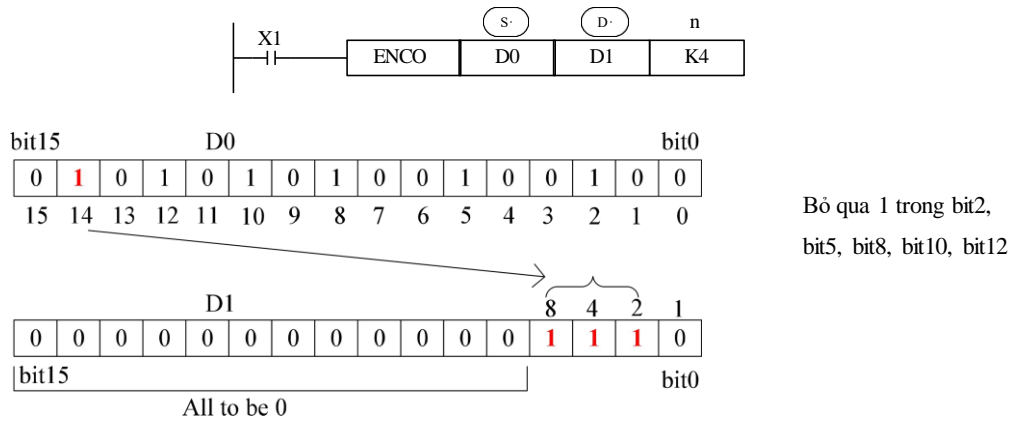 S· D· n
X1
ENCO D0 D1 K4
bit15 D0 bit0
0 1 0 1 0 1 0 1 0 0 1 0 0 1 0 0
15 14 13 12 11 10 9 8 7 6 5 4 3 2 1 0
Bỏ qua 1 trong bit2,
bit5, bit8, bit10, bit12
D1 8 4 2 1
0 0 0 0 0 0 0 0 0 0 0 0 1 1 1 0
bit15 bit0
All to be 0